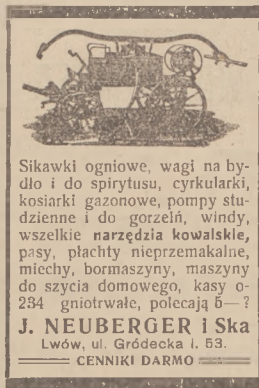 Sikawki ogniowe, wagi na by-
dło i do spirytusu, cyrkularki,
kosiarki gazonowe, pompy stu-
dzienne i do gorzelń, windy,
wszelkie narzędzia kowalskie,
pasy, płachty nieprzemakalne,
miechy, bormaszyny, maszyny
do szycia domowego, kasy o-
234 gniotrwałe, polecają 5— ?
J. NEUBERGER i Ska
Lwów, ul. Gródecka l. 53.
CENNIKI DARMO